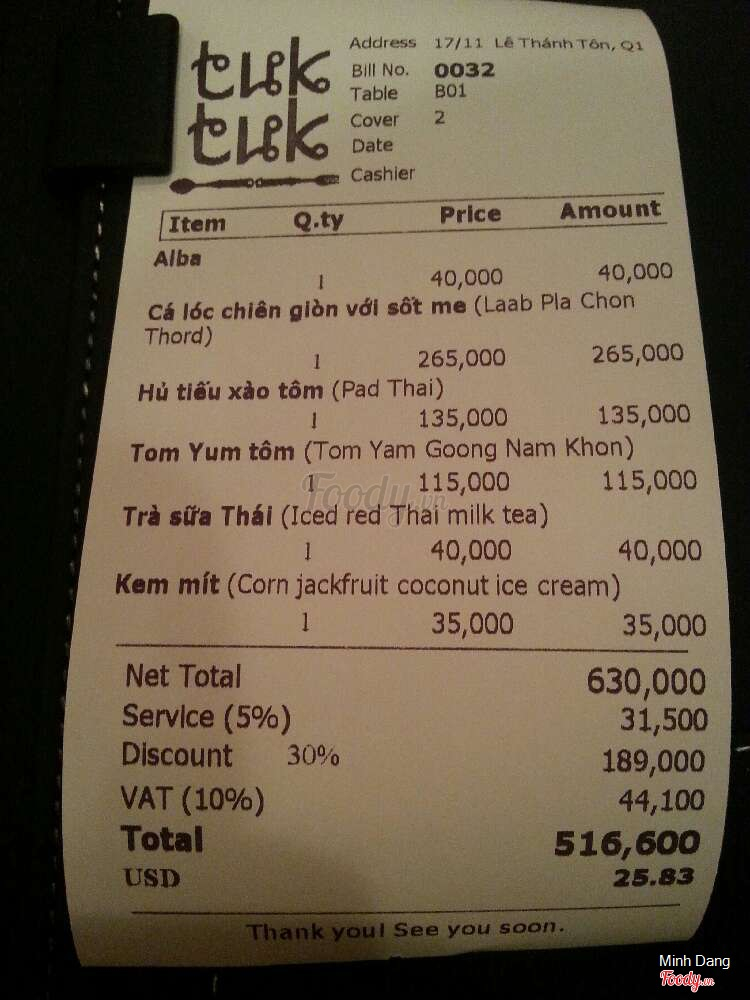 tuk
tuk
Address 17/11 Lê Thánh Tôn, Q1
Bill No. 0032
Table B01
Cover 2
Date
Cashier
Item Q.ty Price Amount
Alba
1 40,000 40,000
Cá lóc chiên giòn với sốt me (Laab Pla Chon
Thord)
1 265,000 265,000
Hủ tiếu xào tôm (Pad Thai)
1 135,000 135,000
Tom Yum tôm (Tom Yam Goong Nam Khon)
1 115,000 115,000
Foody.vn
Trà sữa Thái (Iced red Thai milk tea)
1 40,000 40,000
Kem mít (Corn jackfruit coconut ice cream)
1 35,000 35,000
Net Total 630,000
Service (5%) 31,500
Discount 30% 189,000
VAT (10%) 44,100
Total 516,600
USD 25.83
Thank you! See you soon.
Minh Dang
Foody.vn